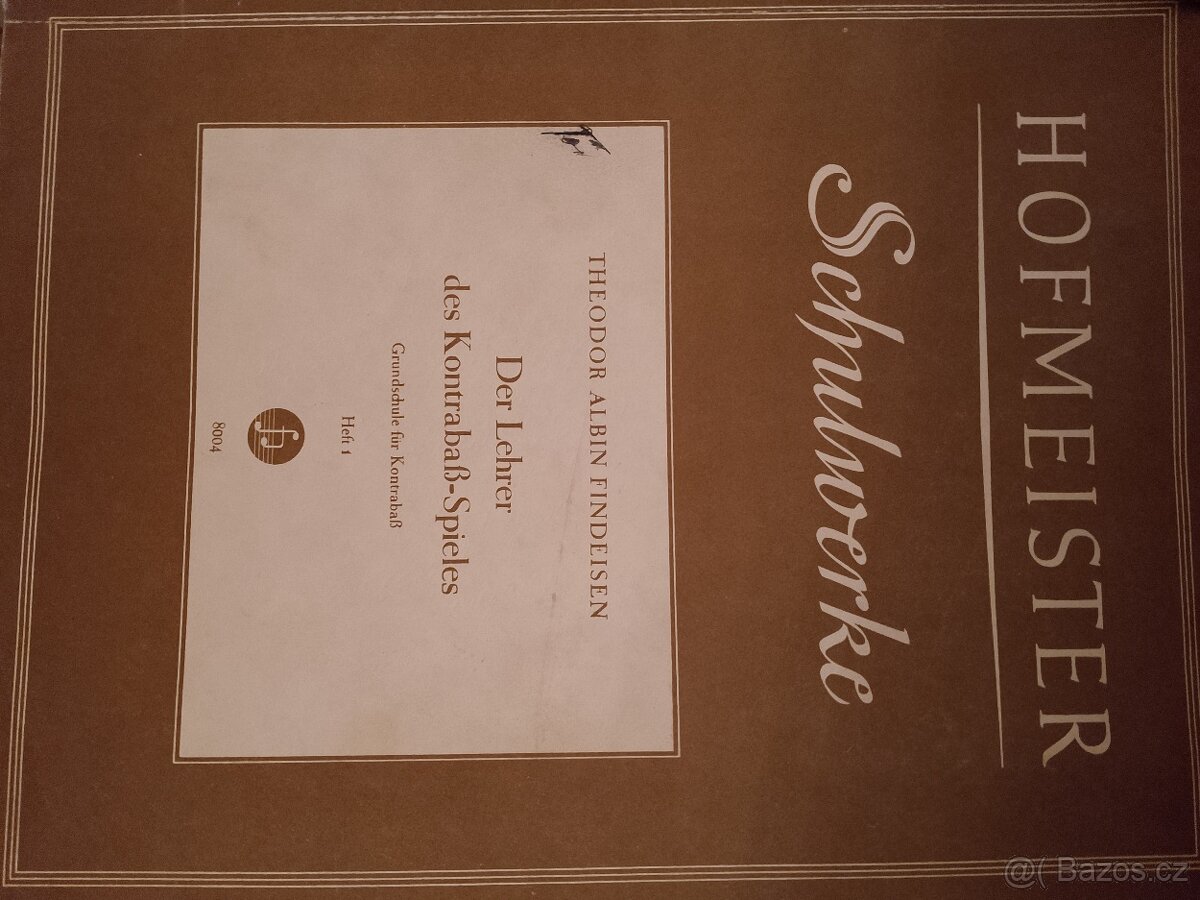 HOFMEISTER
Schulwerke
THEODOR ALBIN FINDEISEN
Der Lehrer
des Kontrabaß-Spieles
Grundschule für Kontrabaß
Heft 1
8004
@( Bazos.cz